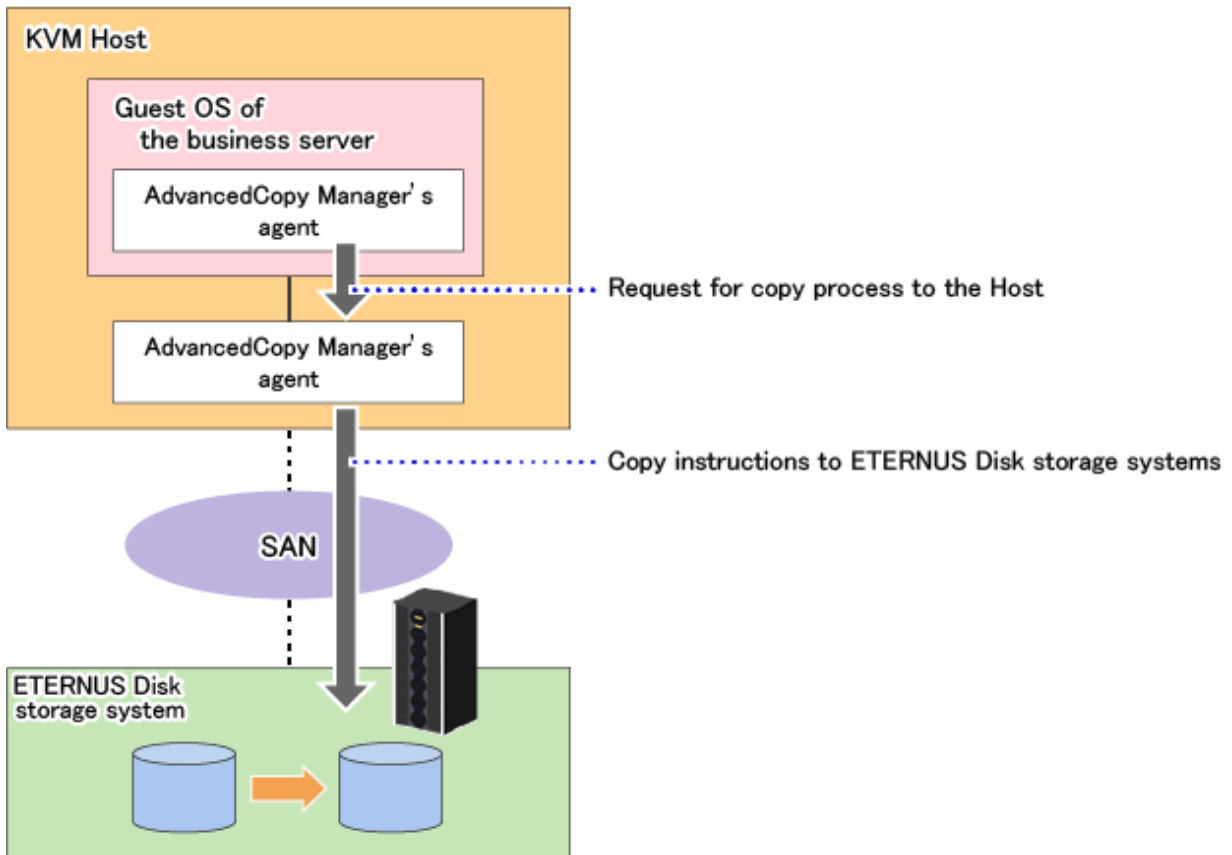 KVM Host
Guest OS of
the business server
AdvancedCopy Manager's
agent
Request for copy process to the Host
AdvancedCopy Manager's
agent
Copy instructions to ETERNUS Disk storage systems
SAN
ETERNUS Disk
storage system